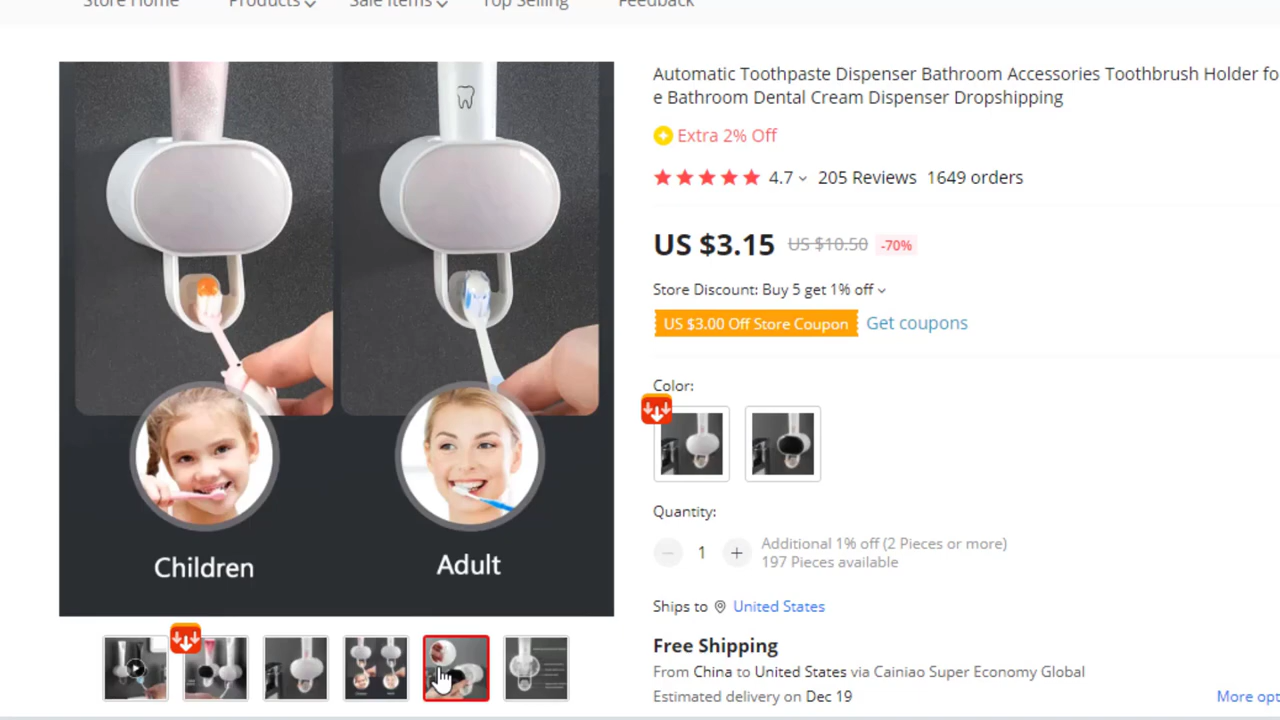 Store Home Products Sale Items Top Selling Feedback
Automatic Toothpaste Dispenser Bathroom Accessories Toothbrush Holder fo
e Bathroom Dental Cream Dispenser Dropshipping
Extra 2% Off
4.7 205 Reviews 1649 orders
US $3.15 US $10.50 -70%
Store Discount: Buy 5 get 1% off
US $3.00 Off Store Coupon Get coupons
Color:
Quantity:
1
Additional 1% off (2 Pieces or more)
197 Pieces available
Ships to United States
Free Shipping
From China to United States via Cainiao Super Economy Global
Estimated delivery on Dec 19 More opt
Children Adult